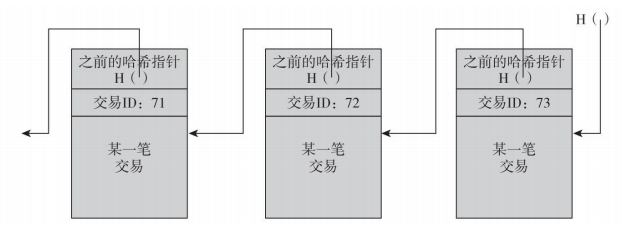 H（）
之前的哈希指针
H（）
交易ID：71
某一笔
交易
之前的哈希指针
H（）
交易ID：72
某一笔
交易
之前的哈希指针
H（）
交易ID：73
某一笔
交易